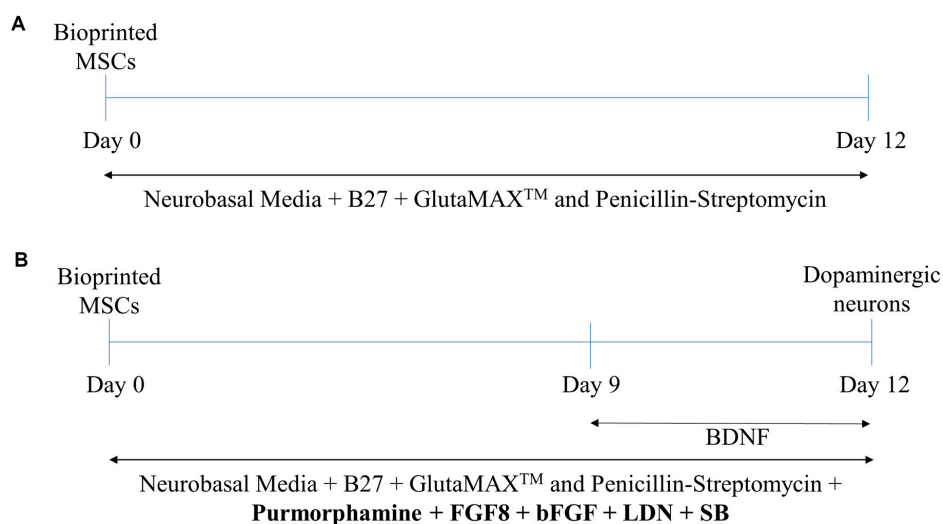 A
Bioprinted
MSCs
Day 0
Day 12
Neurobasal Media + B27 + GlutaMAX™ and Penicillin-Streptomycin
B
Bioprinted
MSCs
Dopaminergic
neurons
Day 0
Day 9
Day 12
BDNF
Neurobasal Media + B27 + GlutaMAX™ and Penicillin-Streptomycin +
Purmorphamine + FGF8 + bFGF + LDN + SB